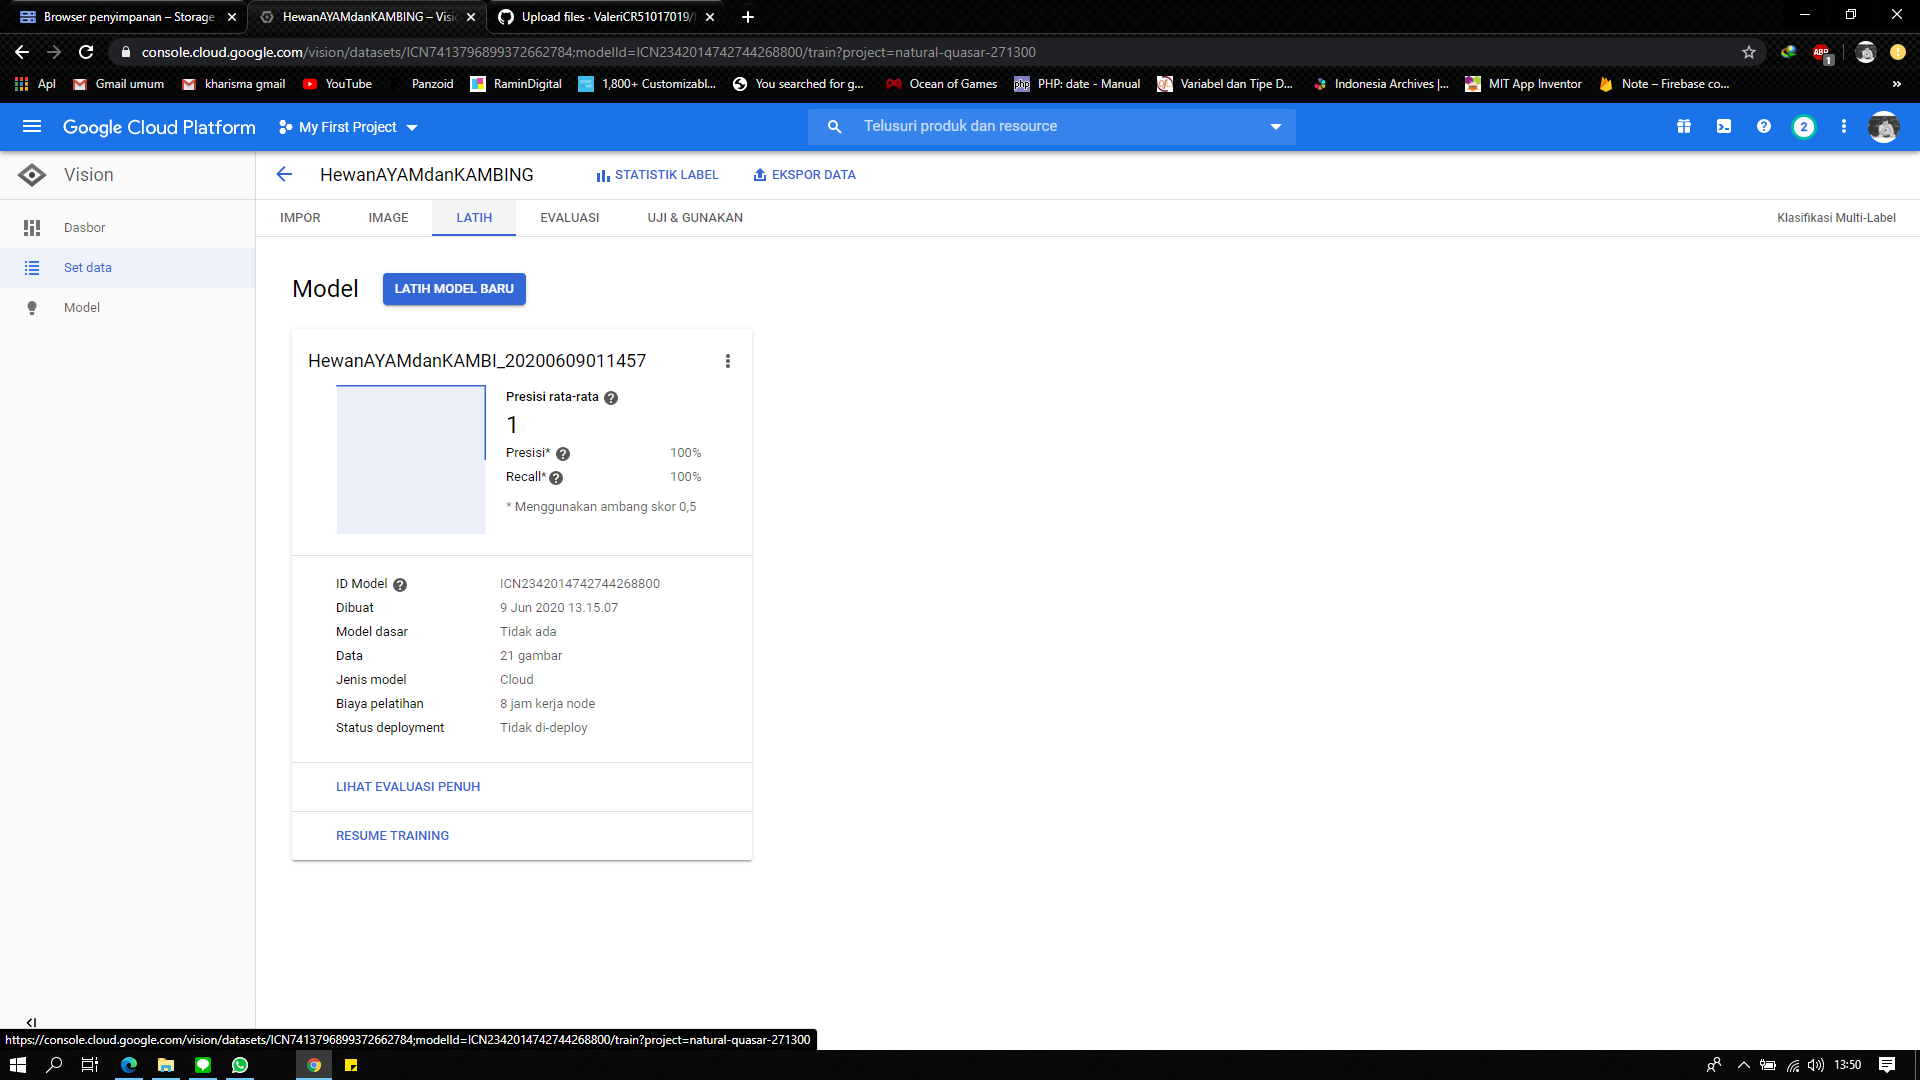 Browser penyimpanan – Storage
HewanAYAMdanKAMBING – Visi
Upload files · ValeriCR51017019/
console.cloud.google.com/vision/datasets/ICN7413796899372662784;modelId=ICN2342014742744268800/train?project=natural-quasar-271300
ABP 1
Apl Gmail umum kharisma gmail YouTube Panzoid RaminDigital 1,800+ Customizabl... You searched for g... Ocean of Games php PHP: date - Manual Variabel dan Tipe D... Indonesia Archives |... MIT App Inventor Note – Firebase co... »
Google Cloud Platform My First Project Telusuri produk dan resource 2
Vision
HewanAYAMdanKAMBING STATISTIK LABEL EKSPOR DATA
IMPOR IMAGE LATIH EVALUASI UJI & GUNAKAN Klasifikasi Multi-Label
Dasbor
Set data
Model
Model LATIH MODEL BARU
HewanAYAMdanKAMBI_20200609011457
Presisi rata-rata ?
1
Presisi* ? 100%
Recall* ? 100%
* Menggunakan ambang skor 0,5
ID Model ? ICN2342014742744268800
Dibuat 9 Jun 2020 13.15.07
Model dasar Tidak ada
Data 21 gambar
Jenis model Cloud
Biaya pelatihan 8 jam kerja node
Status deployment Tidak di-deploy
LIHAT EVALUASI PENUH
RESUME TRAINING
https://console.cloud.google.com/vision/datasets/ICN7413796899372662784;modelId=ICN2342014742744268800/train?project=natural-quasar-271300
13:50